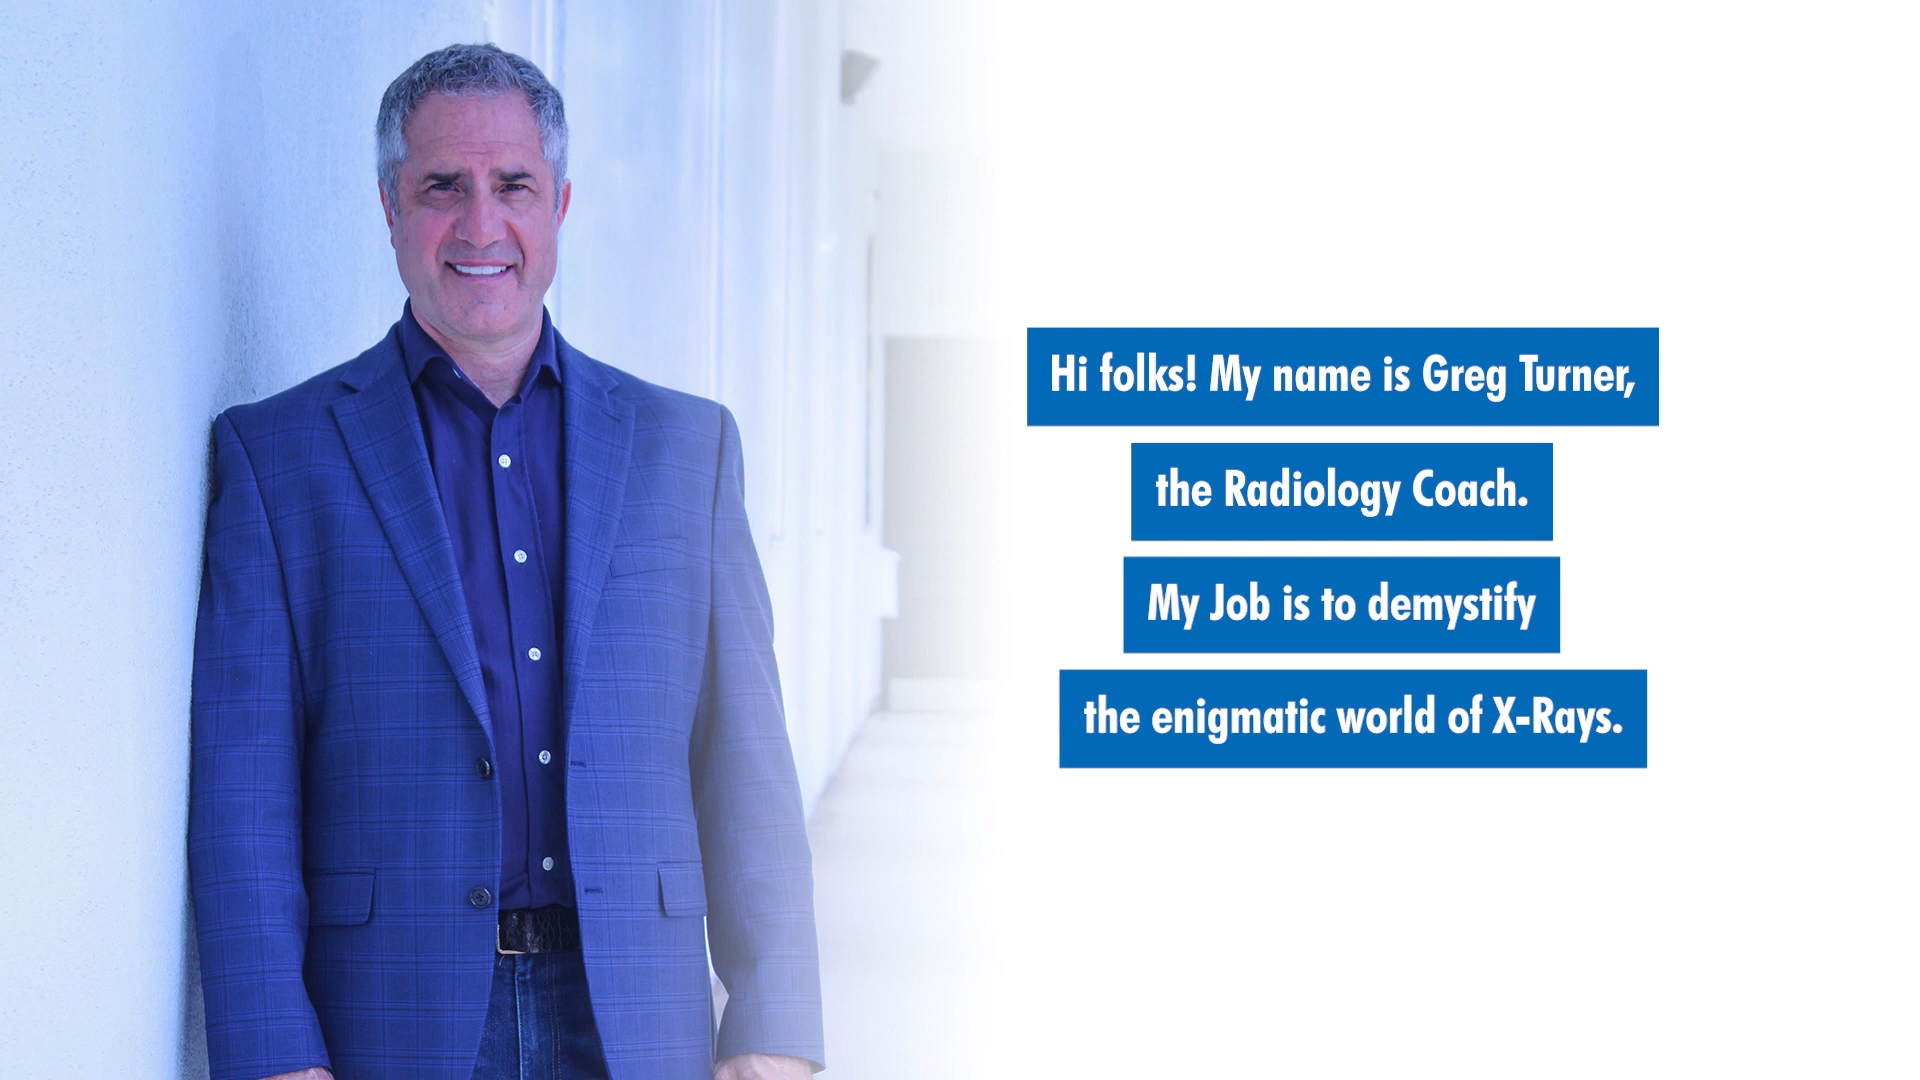 Hi folks! My name is Greg Turner,
the Radiology Coach.
My Job is to demystify
the enigmatic world of X-Rays.